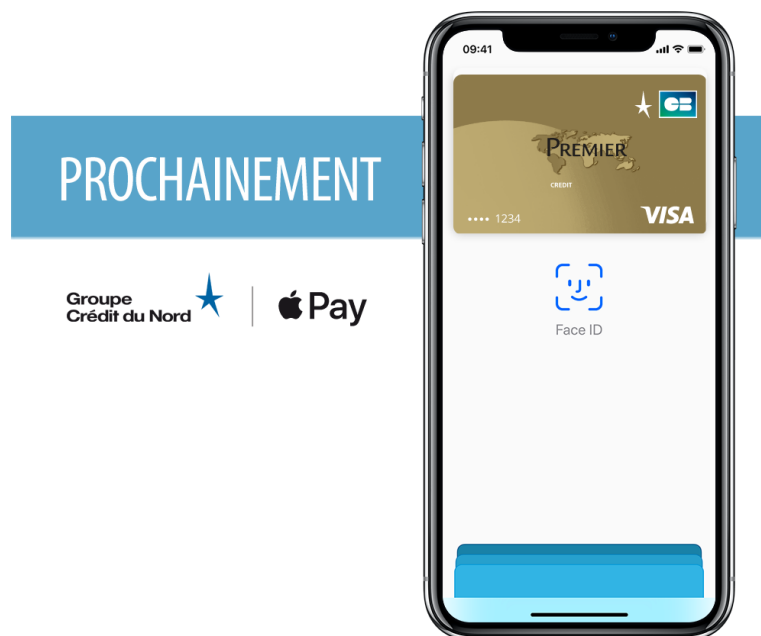 PROCHAINEMENT
Groupe
Crédit du Nord
Pay
09:41
CB
PREMIER
CREDIT
•••• 1234
VISA
Face ID